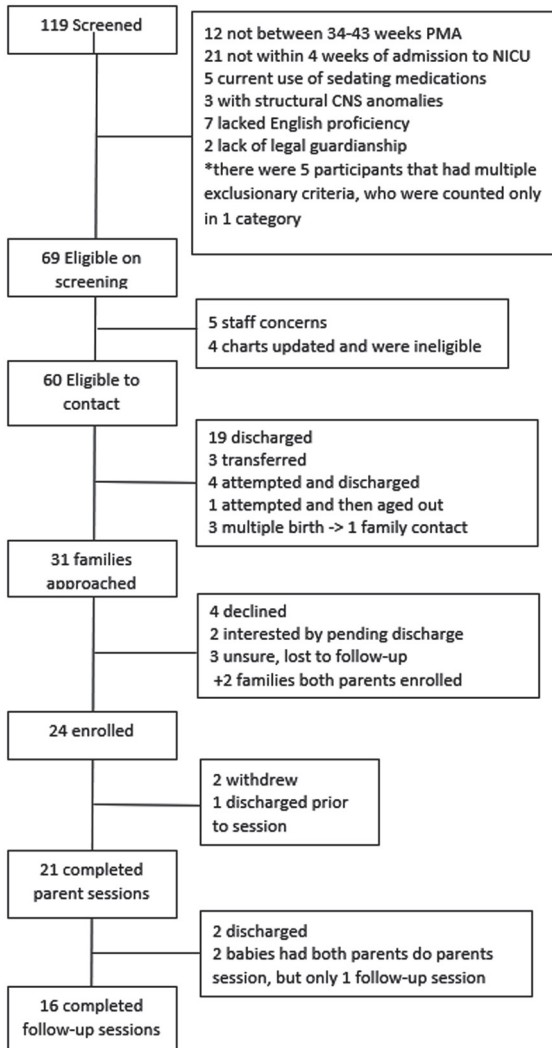 119 Screened
12 not between 34-43 weeks PMA
21 not within 4 weeks of admission to NICU
5 current use of sedating medications
3 with structural CNS anomalies
7 lacked English proficiency
2 lack of legal guardianship
*there were 5 participants that had multiple
exclusionary criteria, who were counted only
in 1 category
69 Eligible on
screening
5 staff concerns
4 charts updated and were ineligible
60 Eligible to
contact
19 discharged
3 transferred
4 attempted and discharged
1 attempted and then aged out
3 multiple birth -> 1 family contact
31 families
approached
4 declined
2 interested by pending discharge
3 unsure, lost to follow-up
+2 families both parents enrolled
24 enrolled
2 withdrew
1 discharged prior
to session
21 completed
parent sessions
2 discharged
2 babies had both parents do parents
session, but only 1 follow-up session
16 completed
follow-up sessions